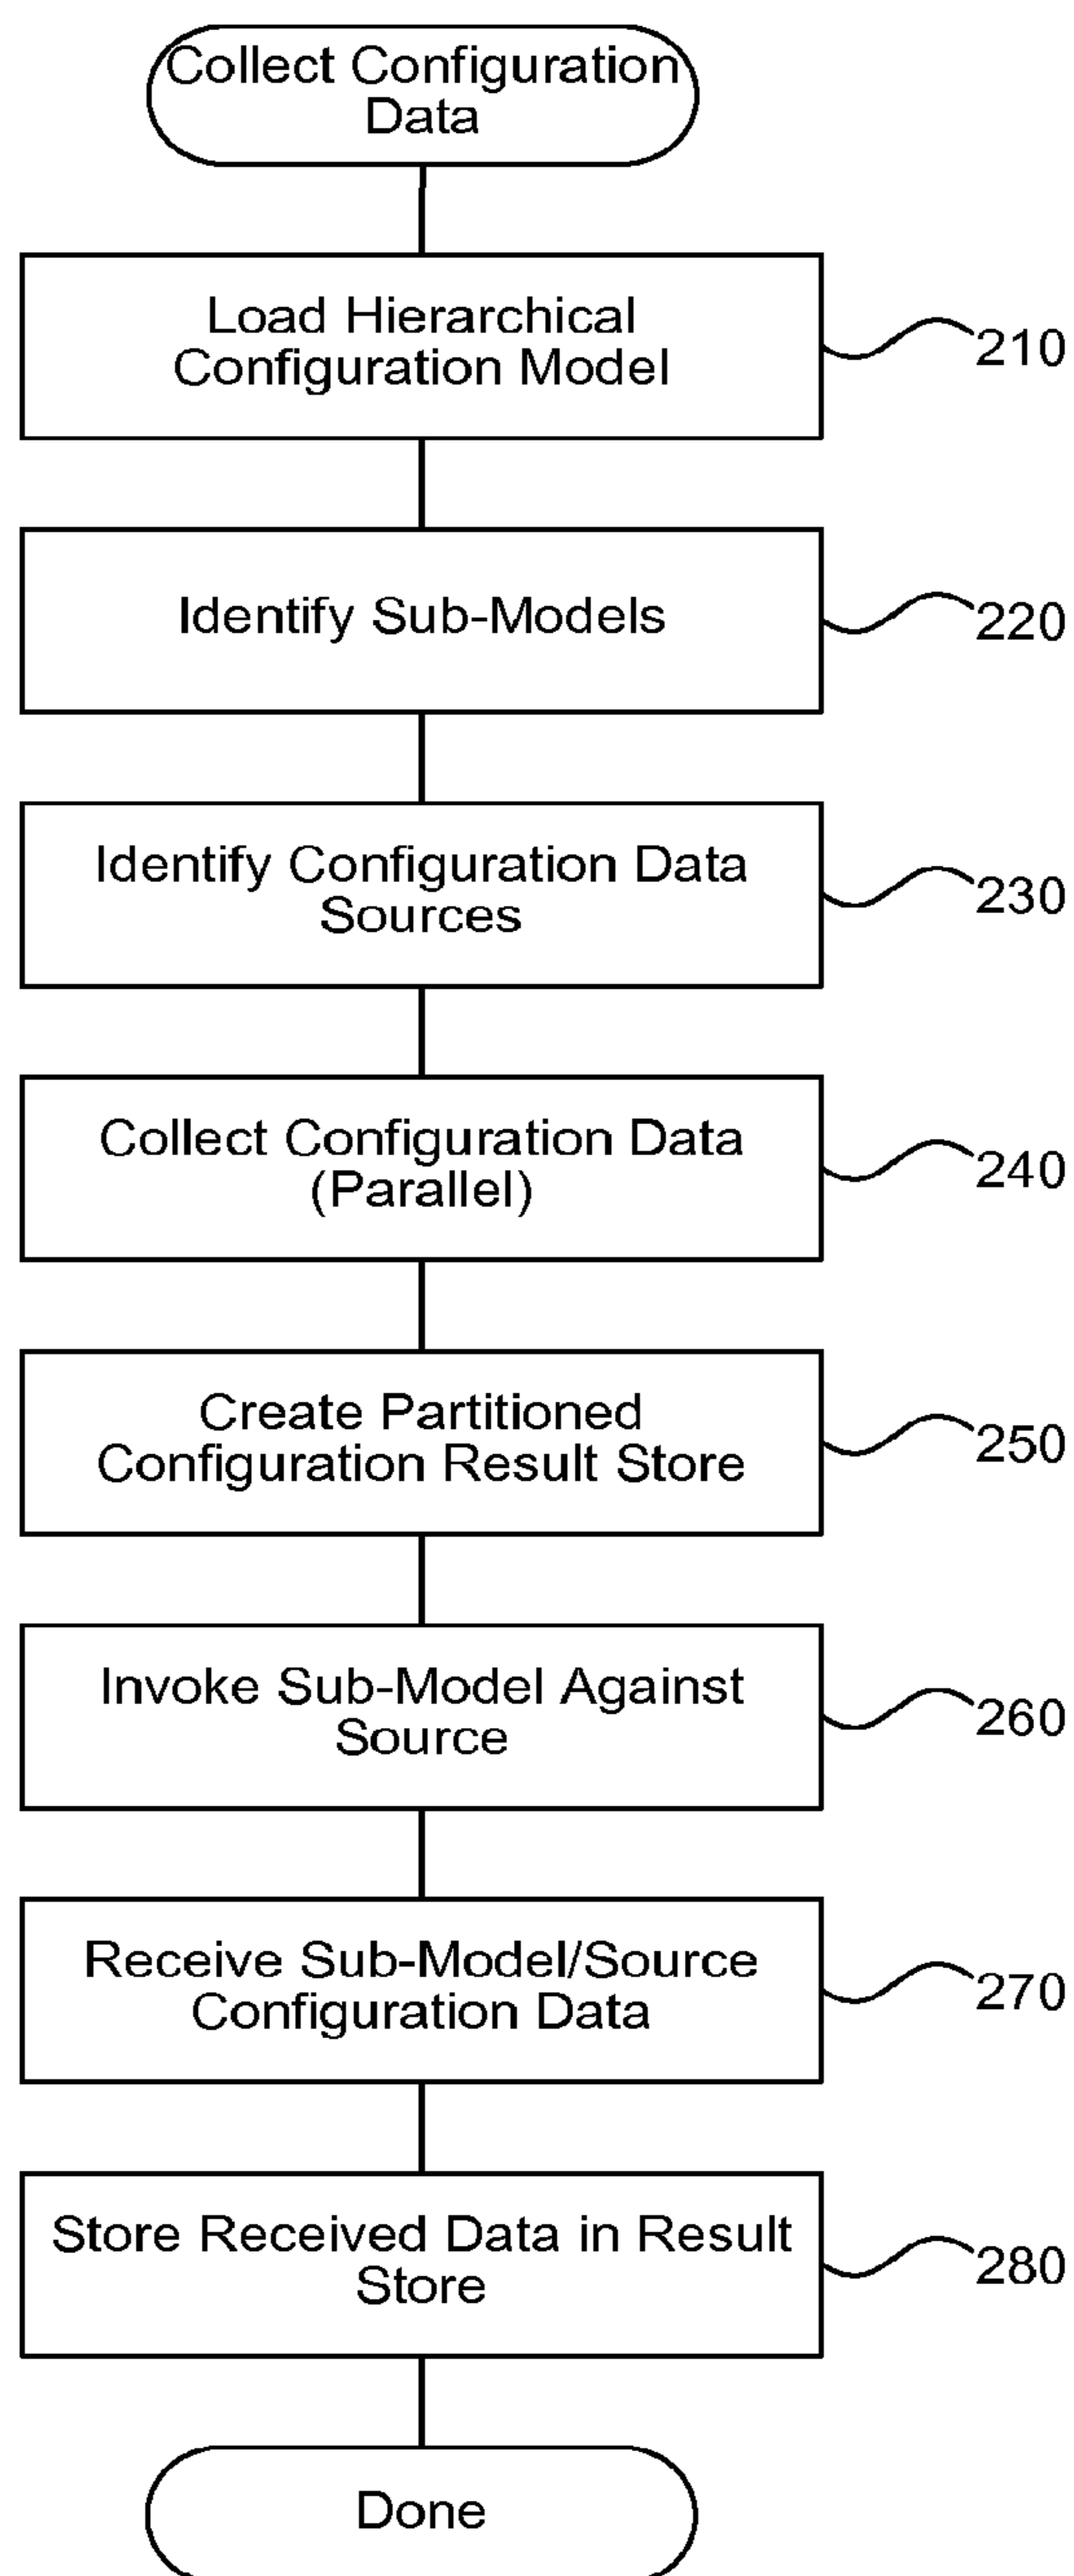 Collect Configuration
Data
Load Hierarchical
Configuration Model
210
Identify Sub-Models
220
Identify Configuration Data
Sources
230
Collect Configuration Data
(Parallel)
240
Create Partitioned
Configuration Result Store
250
Invoke Sub-Model Against
Source
260
Receive Sub-Model/Source
Configuration Data
270
Store Received Data in Result
Store
280
Done